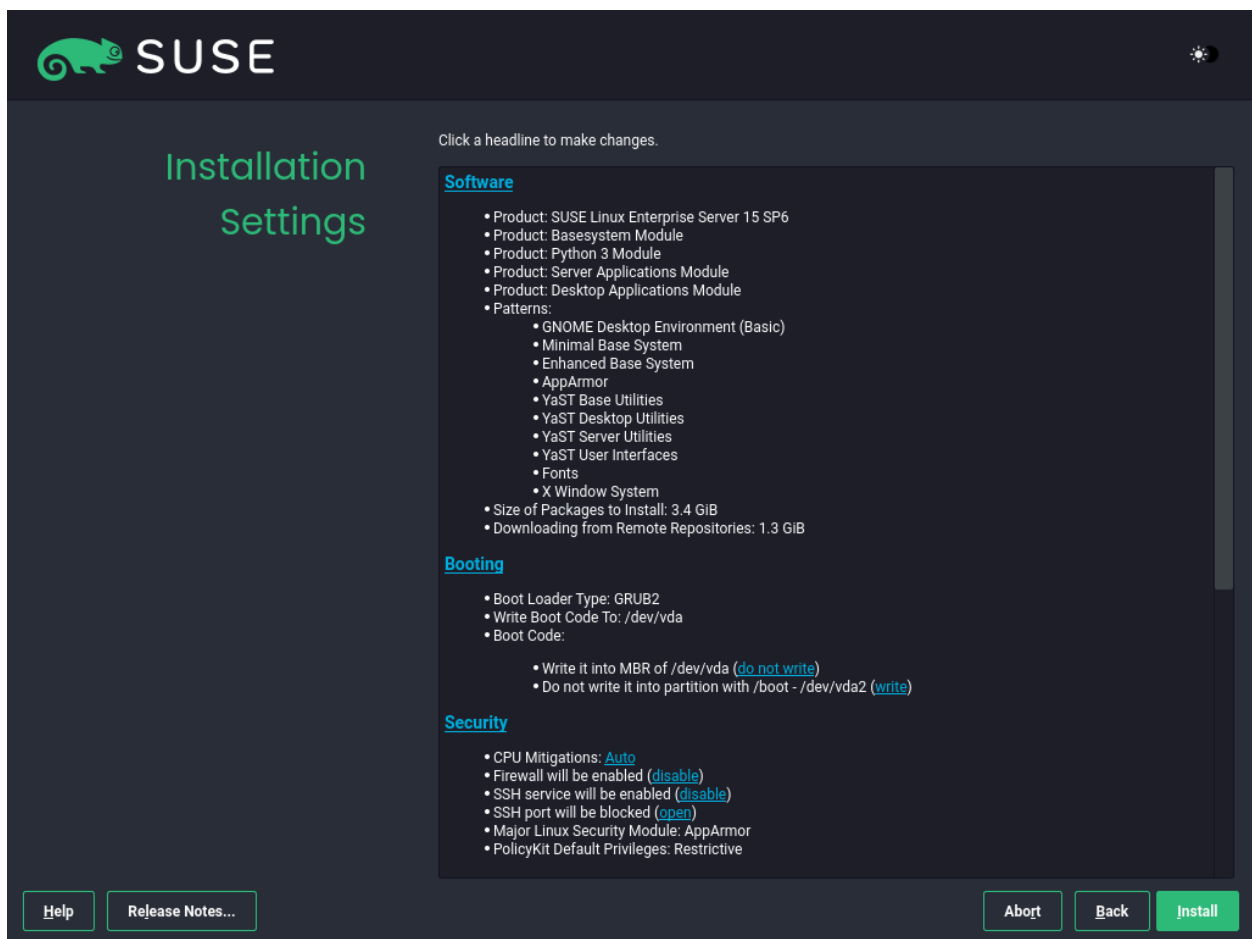 SUSE
Installation
Settings
Click a headline to make changes.
Software
• Product: SUSE Linux Enterprise Server 15 SP6
• Product: Basesystem Module
• Product: Python 3 Module
• Product: Server Applications Module
• Product: Desktop Applications Module
• Patterns:
• GNOME Desktop Environment (Basic)
• Minimal Base System
• Enhanced Base System
• AppArmor
• YaST Base Utilities
• YaST Desktop Utilities
• YaST Server Utilities
• YaST User Interfaces
• Fonts
• X Window System
• Size of Packages to Install: 3.4 GiB
• Downloading from Remote Repositories: 1.3 GiB
Booting
• Boot Loader Type: GRUB2
• Write Boot Code To: /dev/vda
• Boot Code:
• Write it into MBR of /dev/vda (do not write)
• Do not write it into partition with /boot - /dev/vda2 (write)
Security
• CPU Mitigations: Auto
• Firewall will be enabled (disable)
• SSH service will be enabled (disable)
• SSH port will be blocked (open)
• Major Linux Security Module: AppArmor
• PolicyKit Default Privileges: Restrictive
Help Release Notes... Abort Back Install